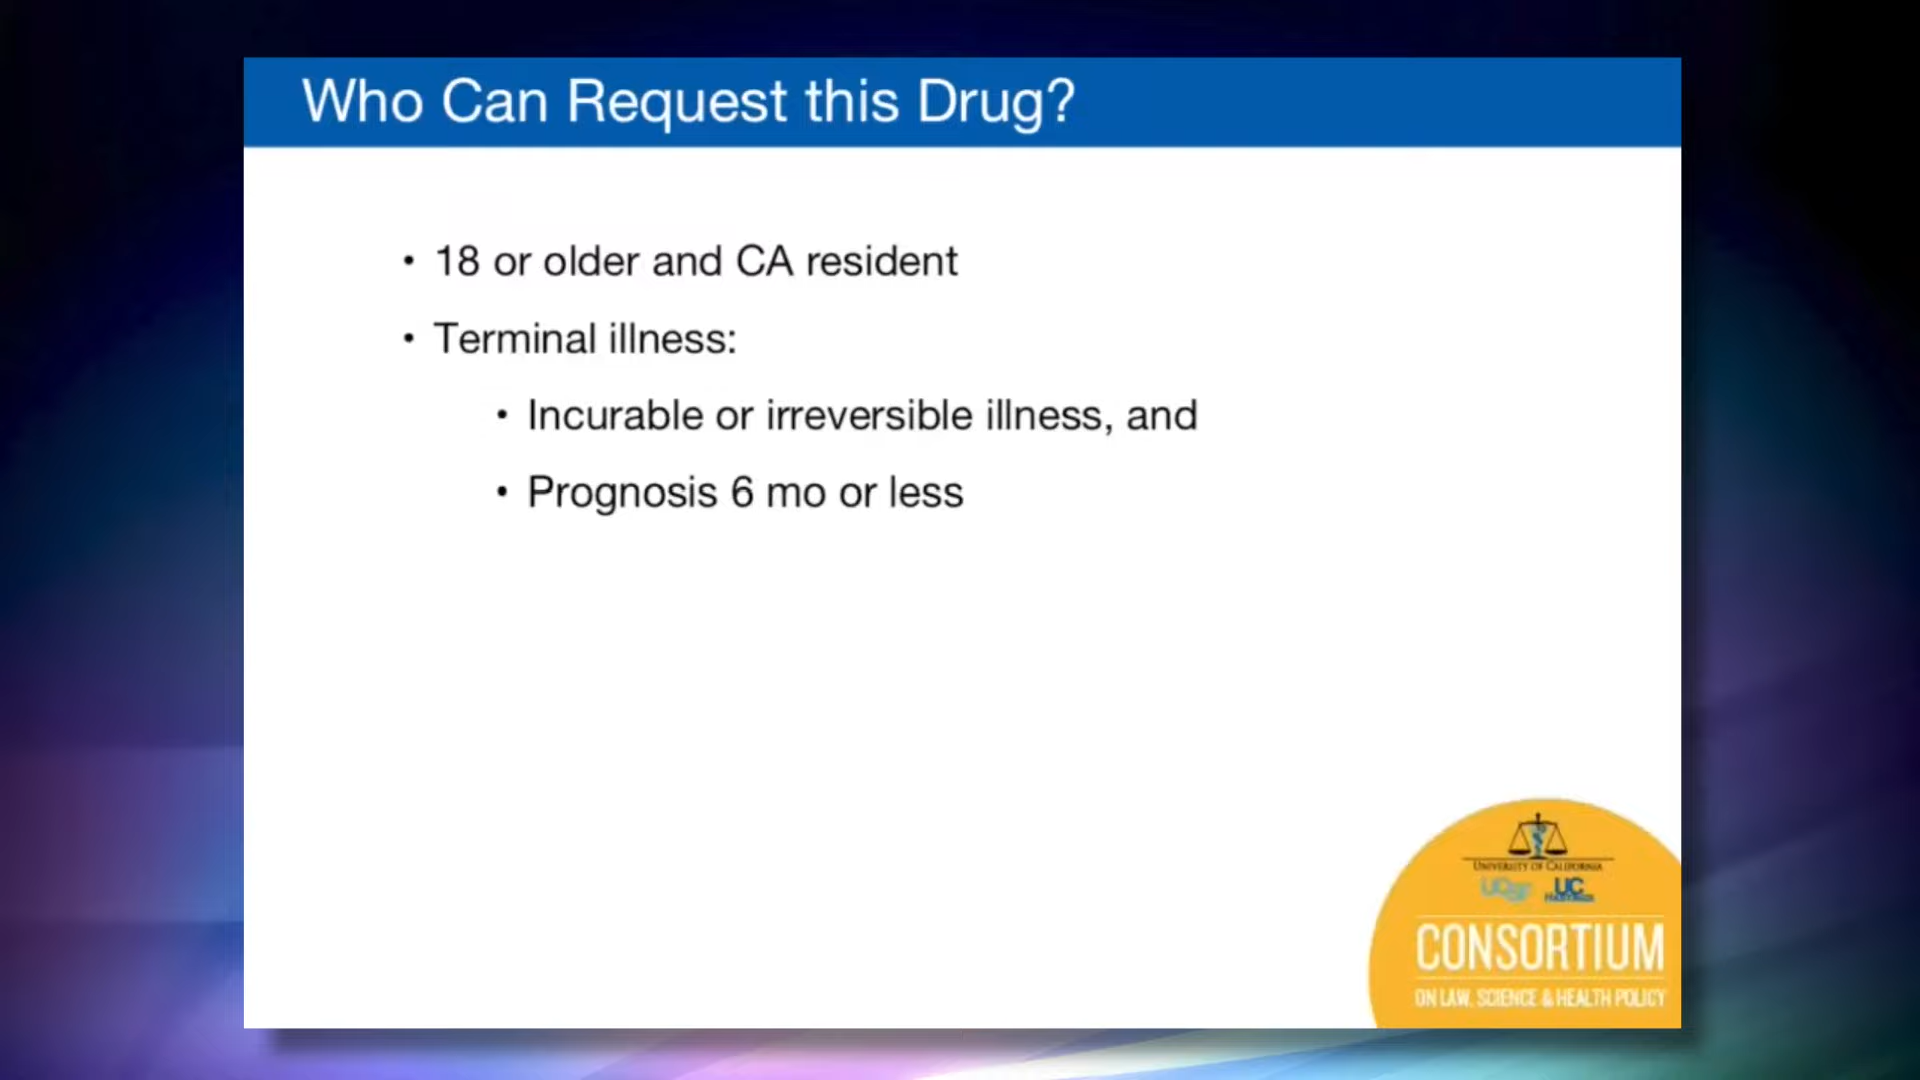 Who Can Request this Drug?
• 18 or older and CA resident
• Terminal illness:
• Incurable or irreversible illness, and
• Prognosis 6 mo or less
UNIVERSITY OF CALIFORNIA
UCSF UC HASTINGS
CONSORTIUM
ON LAW, SCIENCE & HEALTH POLICY